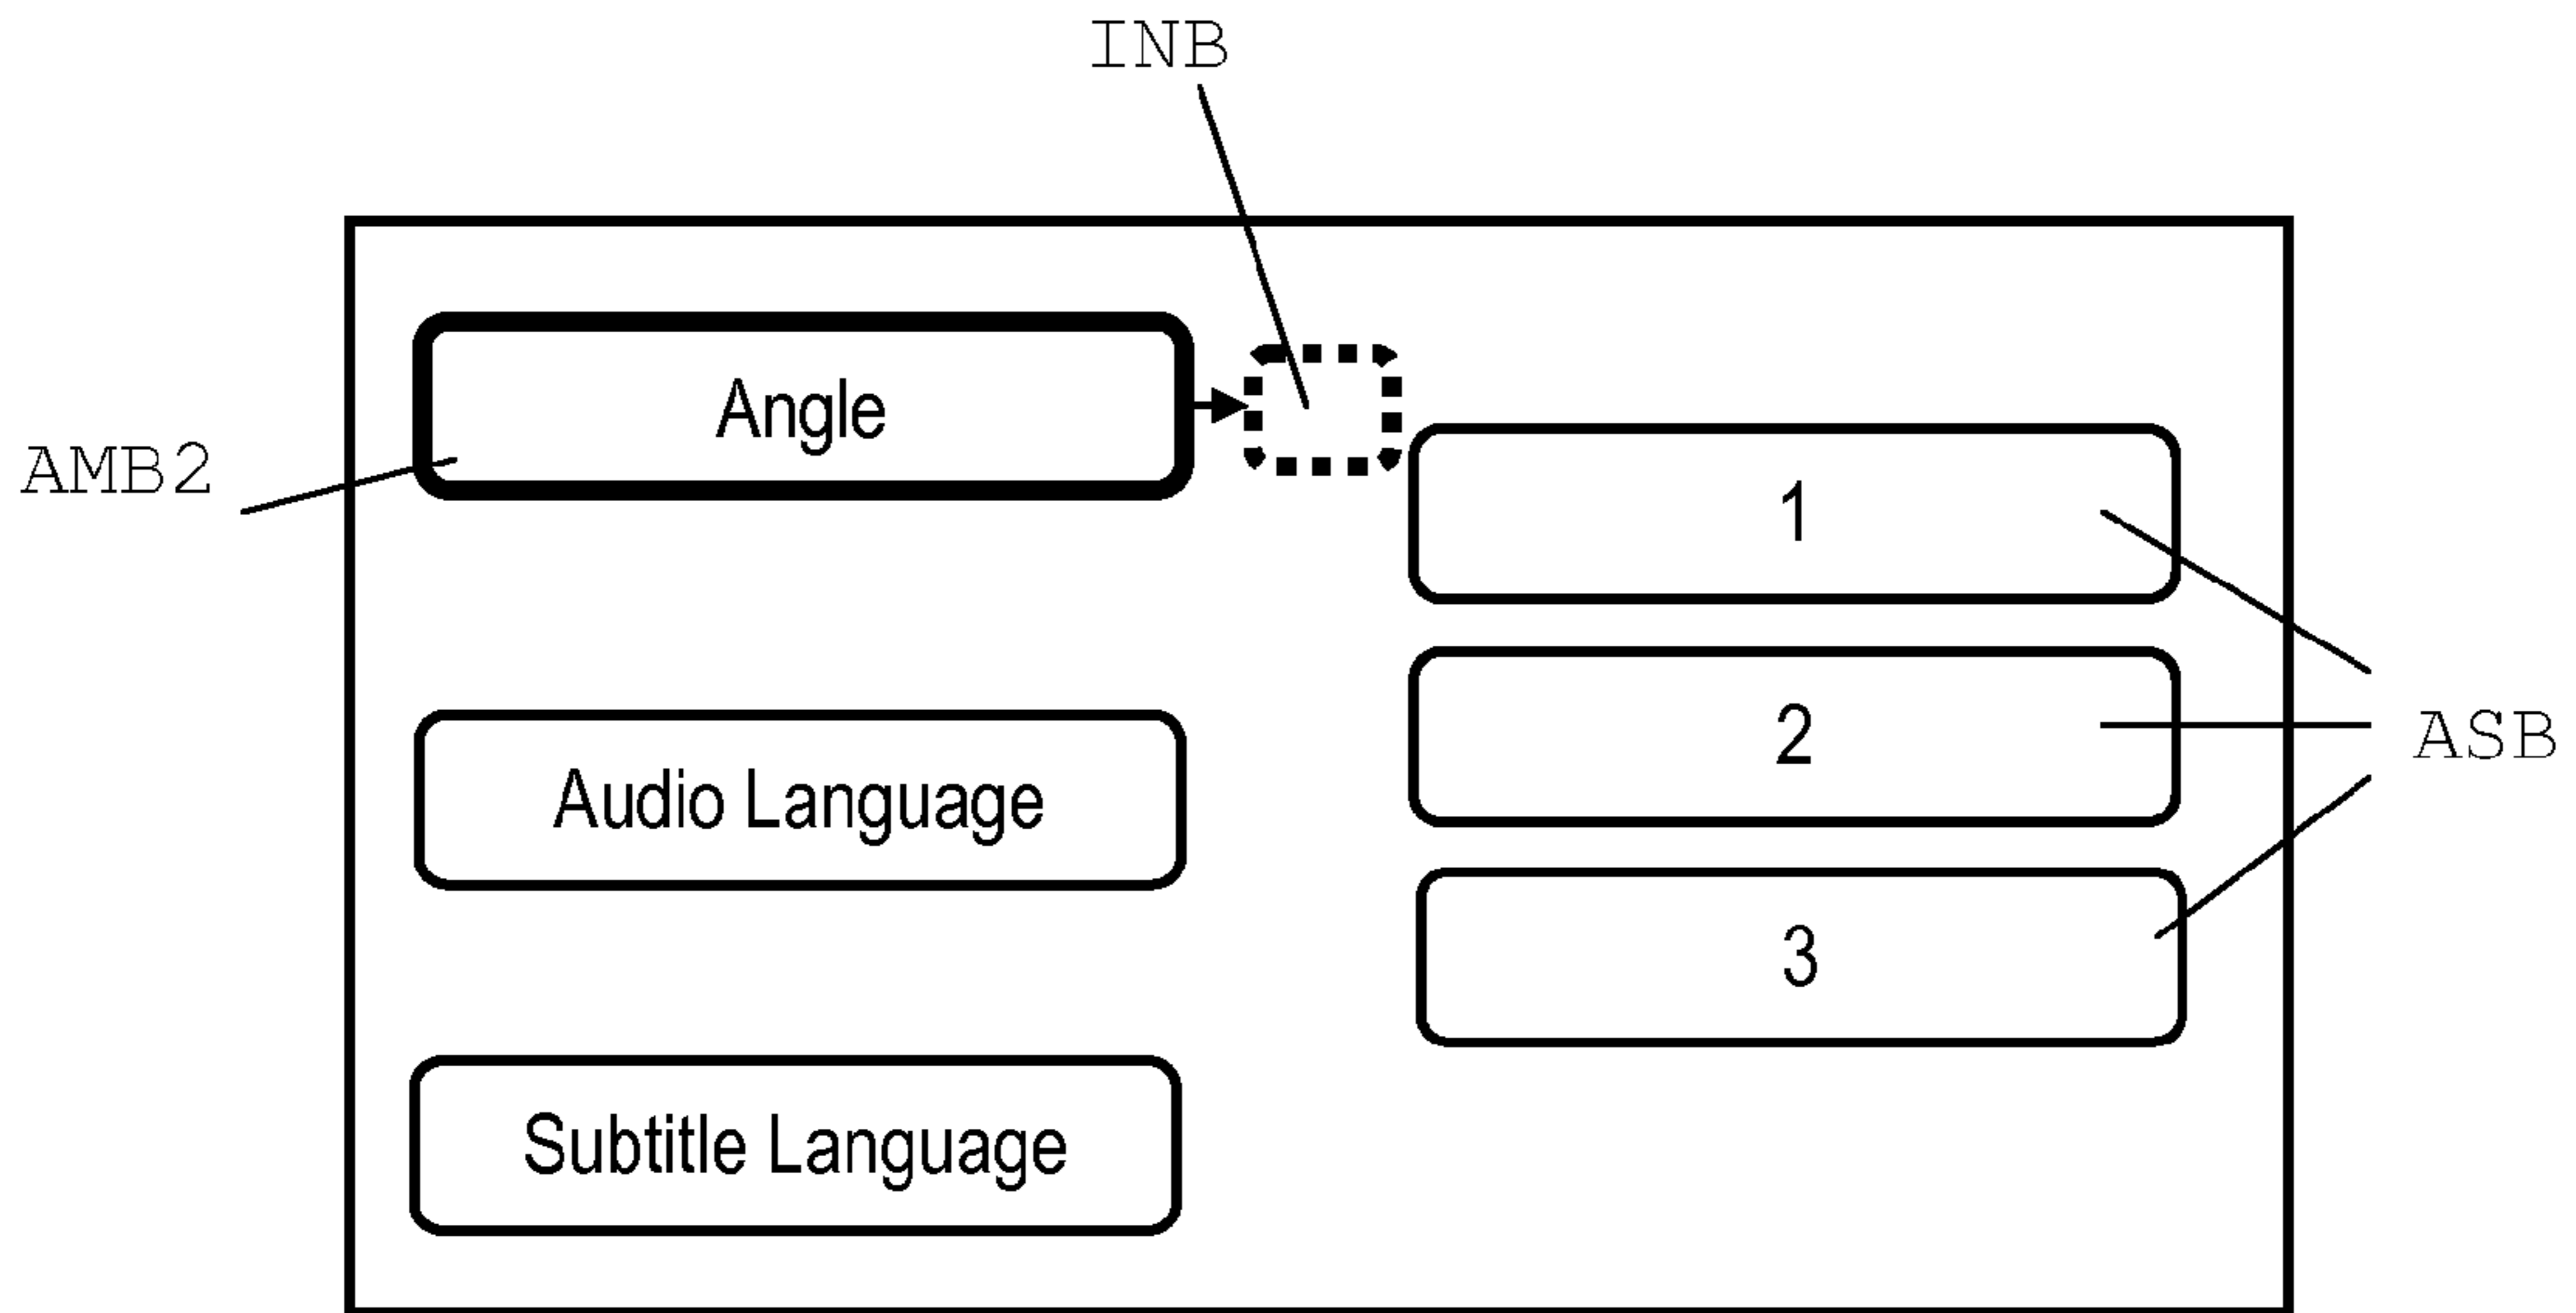 INB
Angle
AMB2
1
2
ASB
Audio Language
3
Subtitle Language